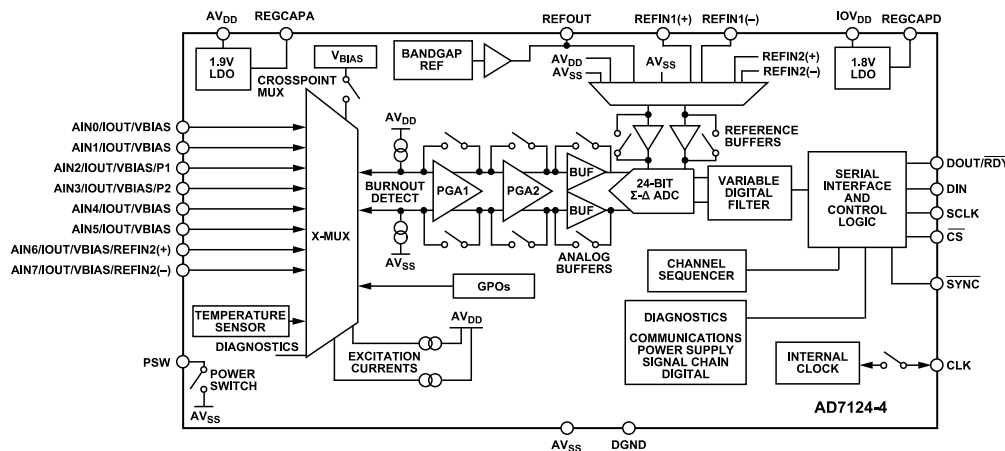 AVDD
REGCAPA
REFOUT
REFIN1(+)
REFIN1(–)
IOVDD
REGCAPD
1.9V
LDO
VBIAS
CROSSPOINT
MUX
BANDGAP
REF
AVDD
AVSS
AVSS
REFIN2(+)
REFIN2(–)
1.8V
LDO
AIN0/IOUT/VBIAS
AIN1/IOUT/VBIAS
AIN2/IOUT/VBIAS/P1
AIN3/IOUT/VBIAS/P2
AIN4/IOUT/VBIAS
AIN5/IOUT/VBIAS
AIN6/IOUT/VBIAS/REFIN2(+)
AIN7/IOUT/VBIAS/REFIN2(–)
AVDD
BURNOUT
DETECT
X-MUX
AVSS
PGA1
PGA2
BUF
BUF
ANALOG
BUFFERS
REFERENCE
BUFFERS
24-BIT
Σ-Δ ADC
VARIABLE
DIGITAL
FILTER
SERIAL
INTERFACE
AND
CONTROL
LOGIC
DOUT/RDY
DIN
SCLK
CS
SYNC
CHANNEL
SEQUENCER
GPOs
TEMPERATURE
SENSOR
DIAGNOSTICS
AVDD
EXCITATION
CURRENTS
DIAGNOSTICS
COMMUNICATIONS
POWER SUPPLY
SIGNAL CHAIN
DIGITAL
INTERNAL
CLOCK
CLK
PSW
POWER
SWITCH
AVSS
AD7124-4
AVSS
DGND